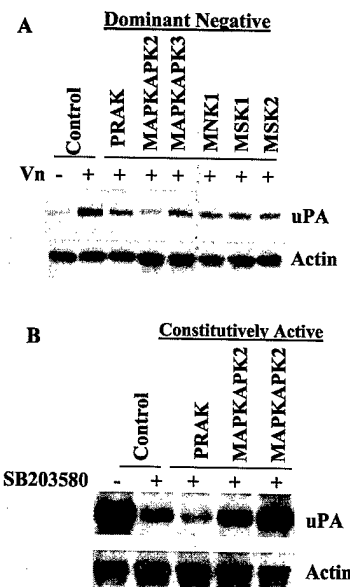 A
Dominant Negative
Control
PRAK
MAPKAPK2
MAPKAPK3
MNK1
MSK1
MSK2
Vn - + + + + + + +
uPA
Actin
B
Constitutively Active
Control
PRAK
MAPKAPK2
MAPKAPK2
SB203580 - + + + +
uPA
Actin